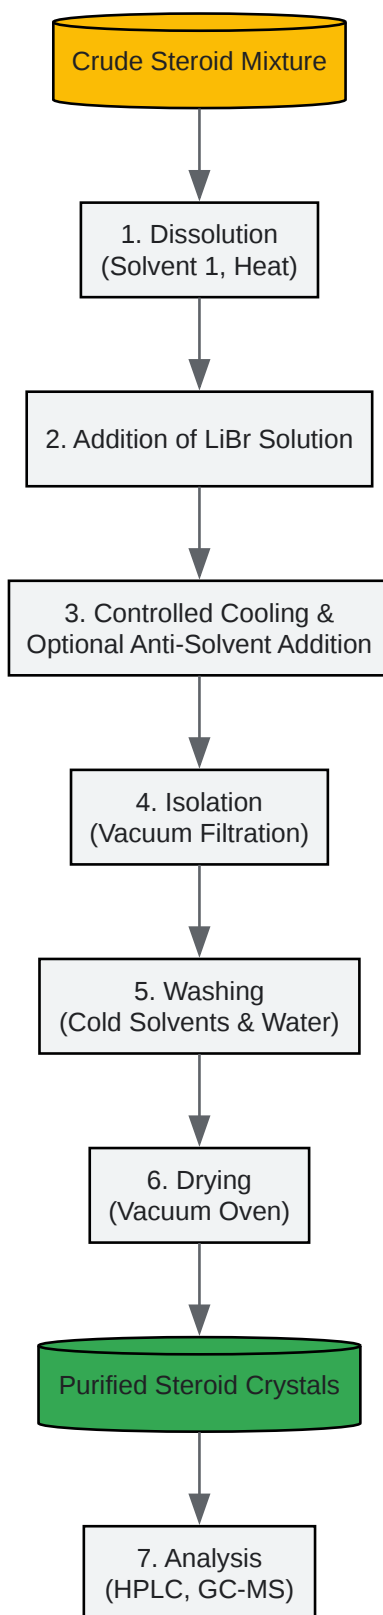 Crude Steroid Mixture
1. Dissolution
(Solvent 1, Heat)
2. Addition of LiBr Solution
3. Controlled Cooling &
Optional Anti-Solvent Addition
4. Isolation
(Vacuum Filtration)
5. Washing
(Cold Solvents & Water)
6. Drying
(Vacuum Oven)
Purified Steroid Crystals
7. Analysis
(HPLC, GC-MS)